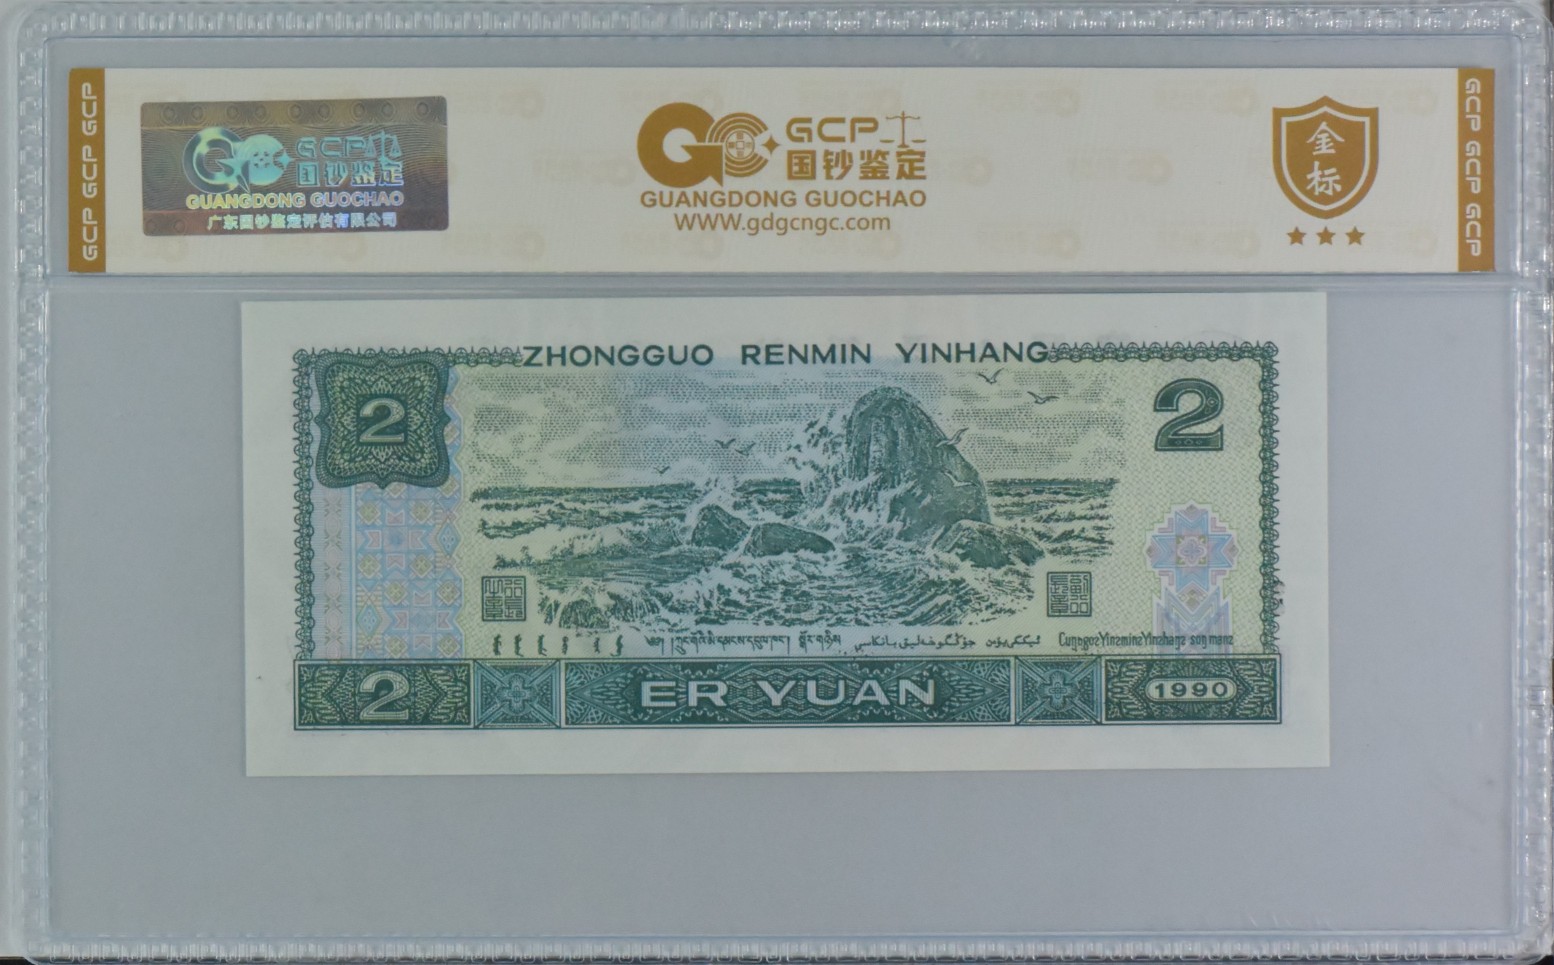 GCP GCP GCP
GCP
国钞鉴定
GUANGDONG GUOCHAO
广东国钞鉴定评估有限公司
GCP
国钞鉴定
GUANGDONG GUOCHAO
WWW.gdgcngc.com
金标
GCP GCP GCP
ZHONGGUO RENMIN YINHANG
2
2
2
ER YUAN
1990